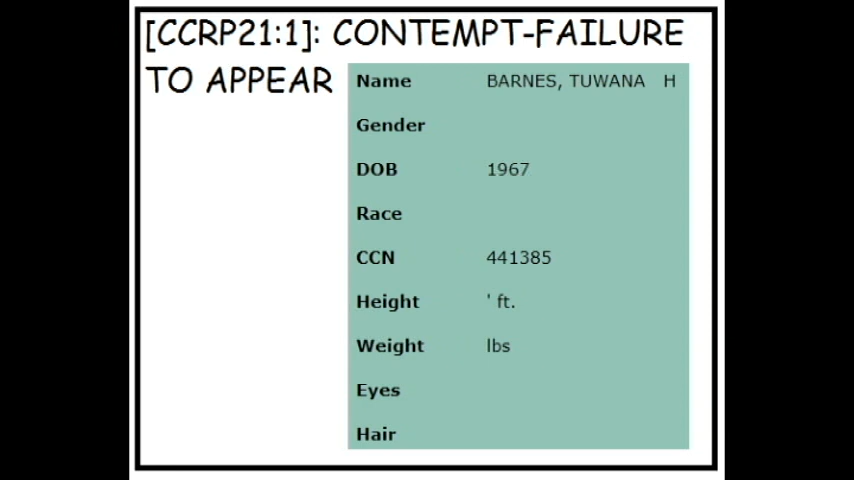 [CCRP21:1]: CONTEMPT-FAILURE
TO APPEAR
Name BARNES, TUWANA H
Gender
DOB 1967
Race
CCN 441385
Height ' ft.
Weight lbs
Eyes
Hair